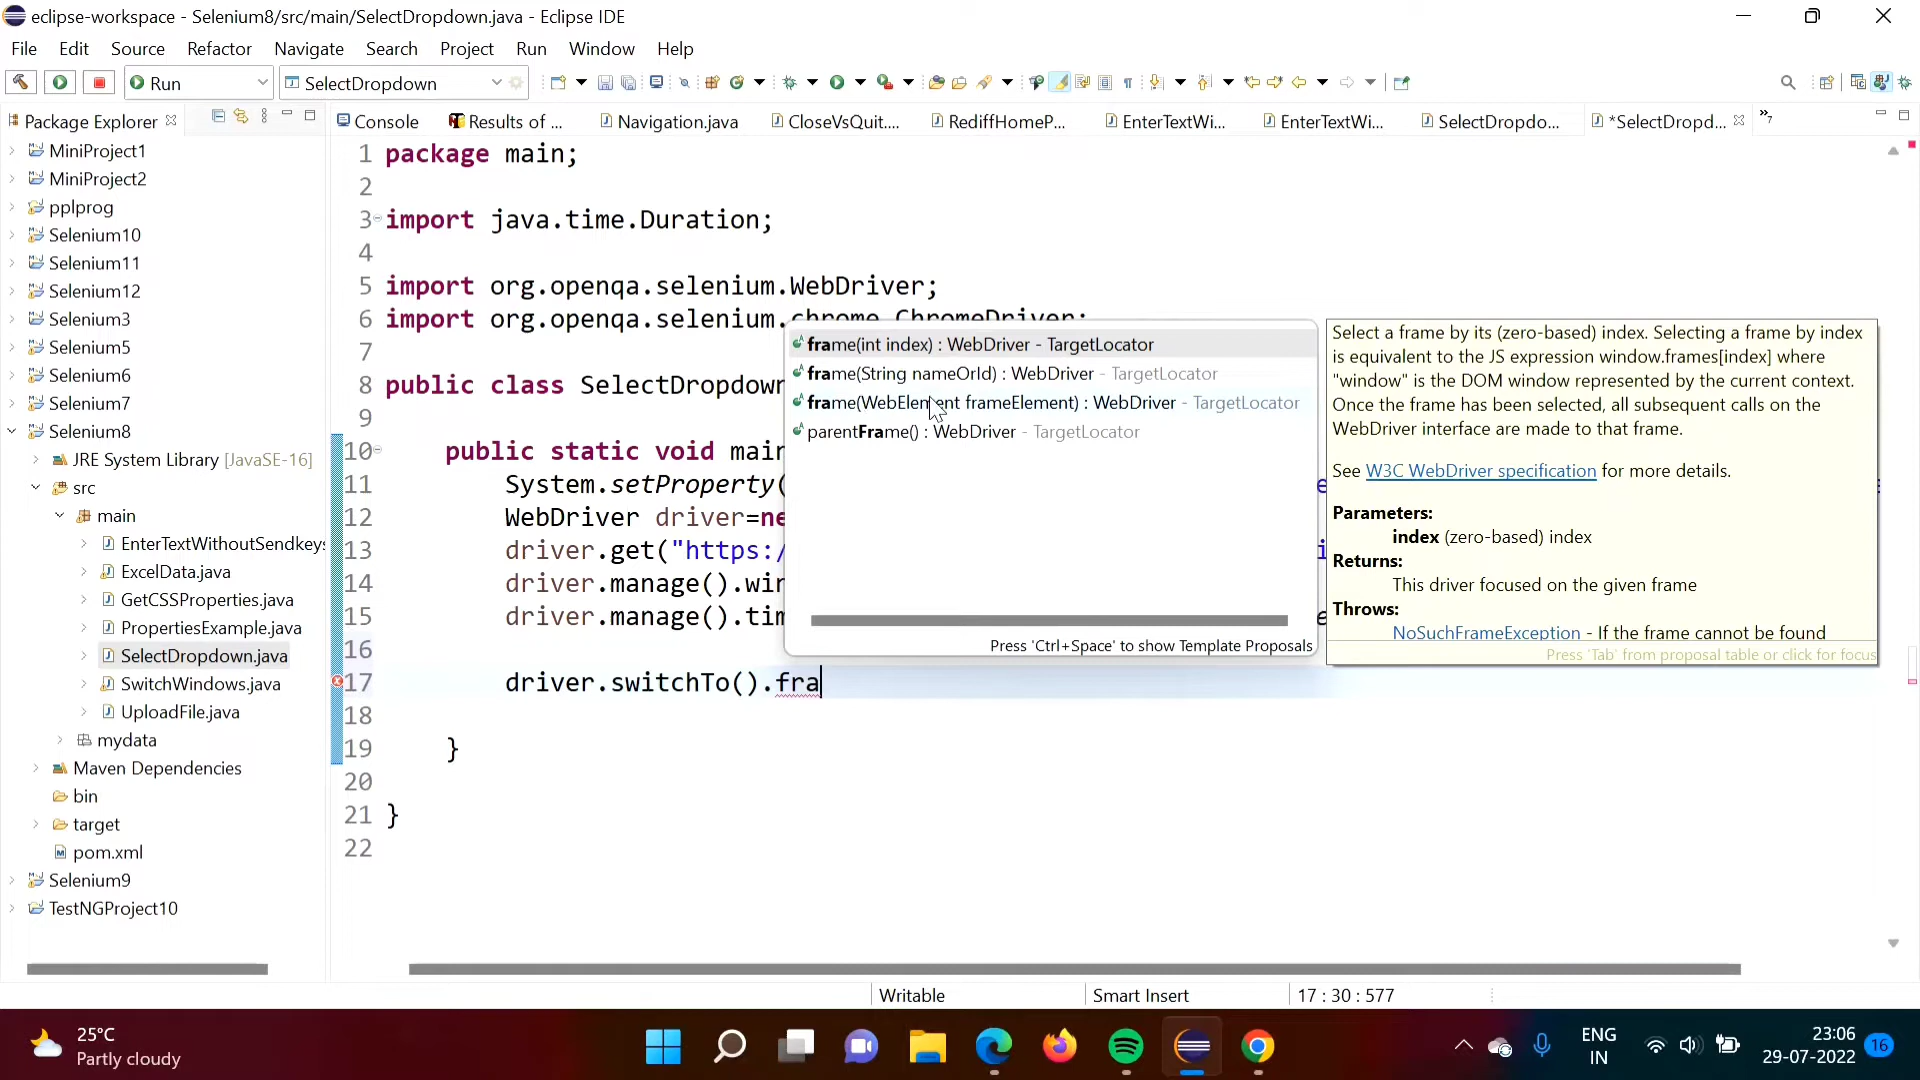 eclipse-workspace - Selenium8/src/main/SelectDropdown.java - Eclipse IDE
File Edit Source Refactor Navigate Search Project Run Window Help
Run SelectDropdown
Package Explorer
Console Results of ... Navigation.java CloseVsQuit.... RediffHomeP... EnterTextWi... EnterTextWi... SelectDropdo... *SelectDropd... »7
MiniProject1
MiniProject2
pplprog
Selenium10
Selenium11
Selenium12
Selenium3
Selenium5
Selenium6
Selenium7
Selenium8
JRE System Library [JavaSE-16]
src
main
EnterTextWithoutSendkeys
ExcelData.java
GetCSSProperties.java
PropertiesExample.java
SelectDropdown.java
SwitchWindows.java
UploadFile.java
mydata
Maven Dependencies
bin
target
pom.xml
Selenium9
TestNGProject10
1 package main;
2
3 import java.time.Duration;
4
5 import org.openqa.selenium.WebDriver;
6 import org.openqa.selenium.chrome.ChromeDriver;
7
8 public class SelectDropdown
9
10 public static void main
11 System.setProperty(
12 WebDriver driver=ne
13 driver.get("https:/
14 driver.manage().win
15 driver.manage().tim
16
17 driver.switchTo().fra
18
19 }
20
21 }
22
frame(int index) : WebDriver - TargetLocator
frame(String nameOrId) : WebDriver - TargetLocator
frame(WebElement frameElement) : WebDriver - TargetLocator
parentFrame() : WebDriver - TargetLocator
Press 'Ctrl+Space' to show Template Proposals
Select a frame by its (zero-based) index. Selecting a frame by index
is equivalent to the JS expression window.frames[index] where
"window" is the DOM window represented by the current context.
Once the frame has been selected, all subsequent calls on the
WebDriver interface are made to that frame.
See W3C WebDriver specification for more details.
Parameters:
index (zero-based) index
Returns:
This driver focused on the given frame
Throws:
NoSuchFrameException - If the frame cannot be found
Press 'Tab' from proposal table or click for focus
Writable Smart Insert 17 : 30 : 577
25°C
Partly cloudy
ENG
IN
23:06
29-07-2022
16